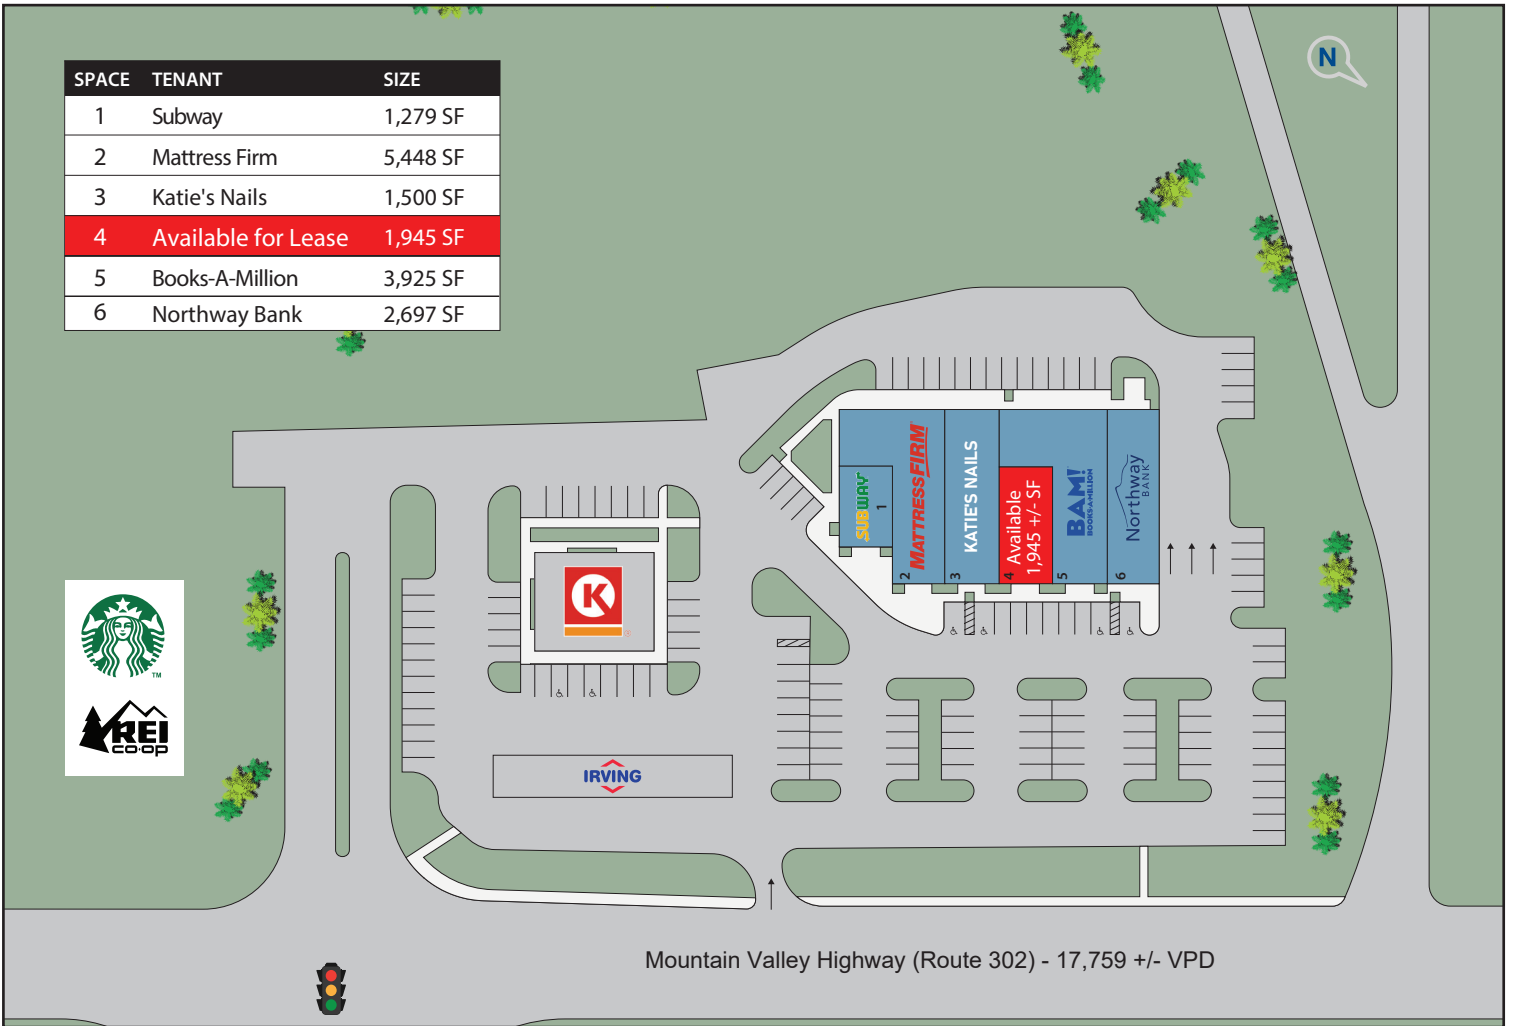 SPACE TENANT SIZE
1 Subway 1,279 SF
2 Mattress Firm 5,448 SF
3 Katie's Nails 1,500 SF
4 Available for Lease 1,945 SF
5 Books-A-Million 3,925 SF
6 Northway Bank 2,697 SF
N
SUBWAY
1
MATTRESSFIRM
2
KATIE'S NAILS
3
Available
1,945 +/- SF
4
BAM!
BOOKS-A-MILLION
5
Northway
BANK
6
K
TM
REI
co·op
IRVING
Mountain Valley Highway (Route 302) - 17,759 +/- VPD